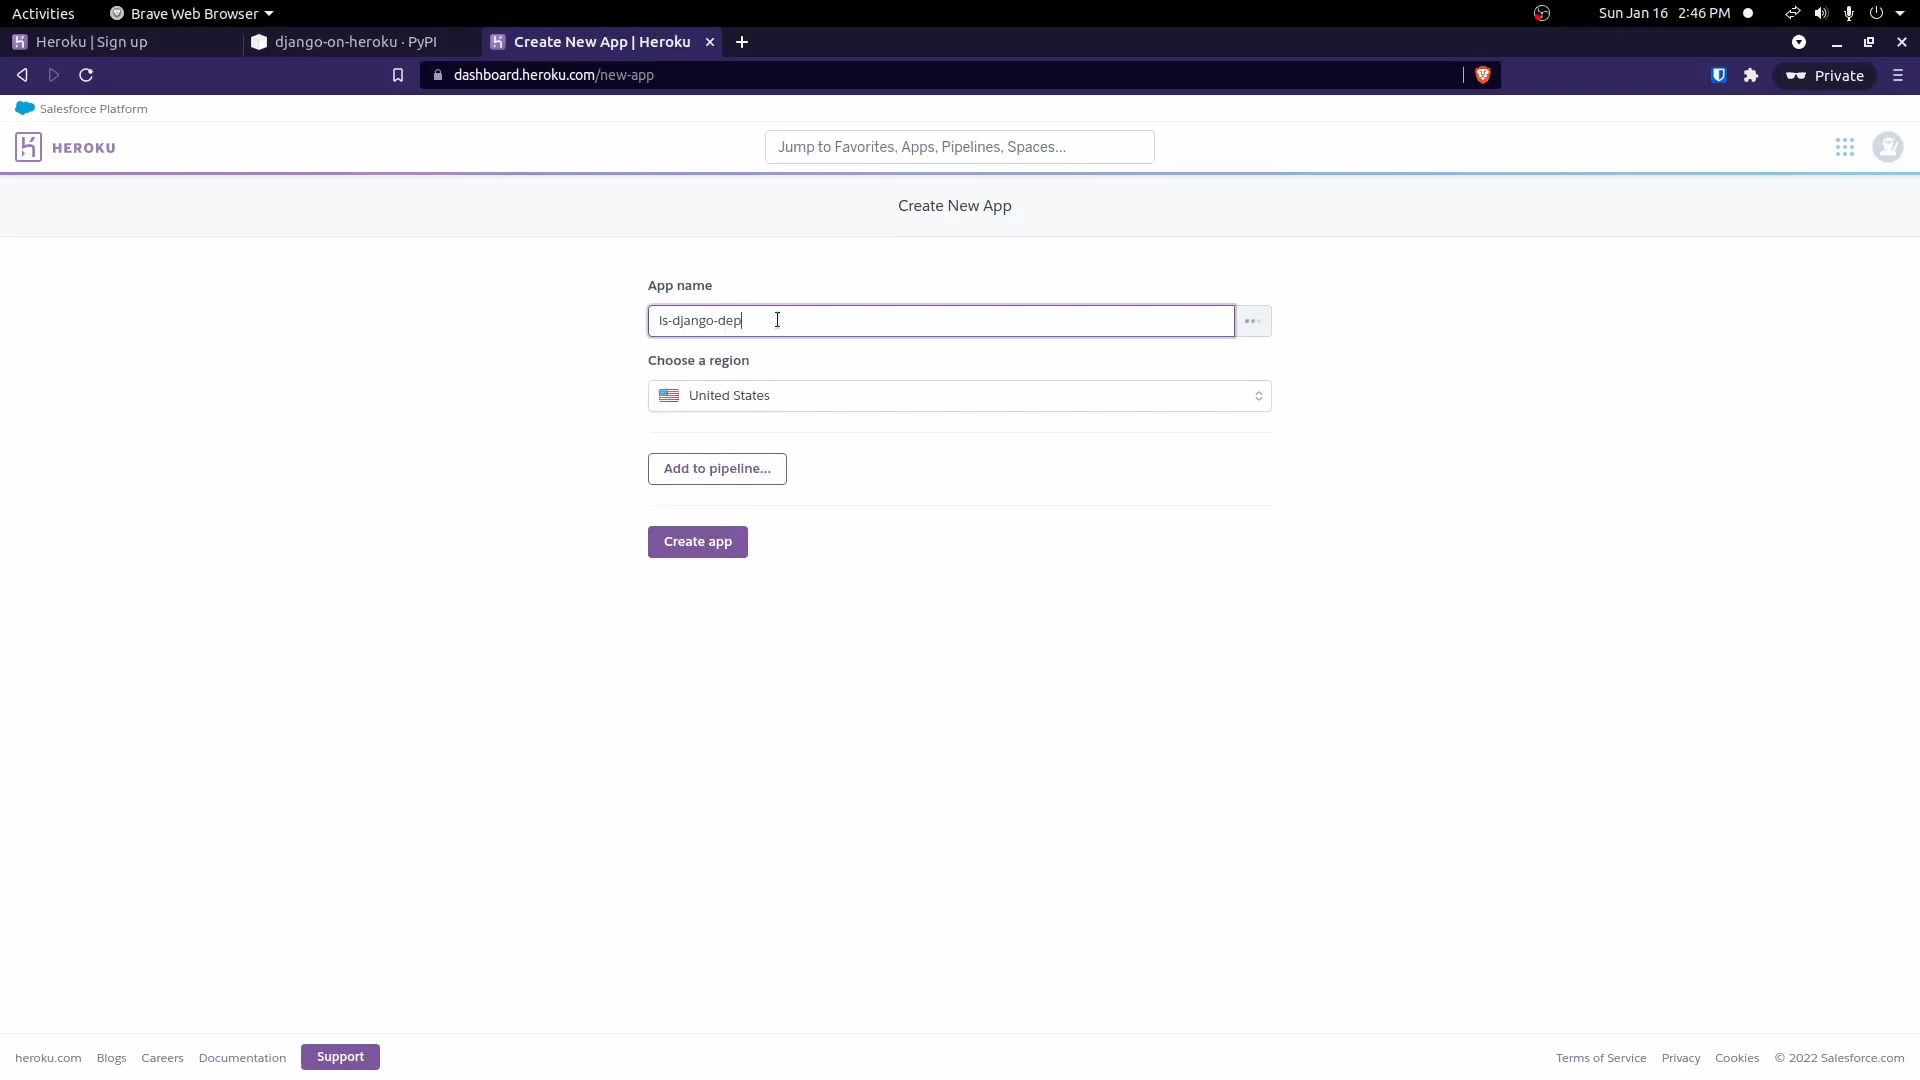 Activities Brave Web Browser Sun Jan 16 2:46 PM
Heroku | Sign up django-on-heroku · PyPI Create New App | Heroku
dashboard.heroku.com/new-app Private
Salesforce Platform
HEROKU Jump to Favorites, Apps, Pipelines, Spaces...
Create New App
App name
ls-django-dep
Choose a region
United States
Add to pipeline...
Create app
heroku.com Blogs Careers Documentation Support Terms of Service Privacy Cookies © 2022 Salesforce.com